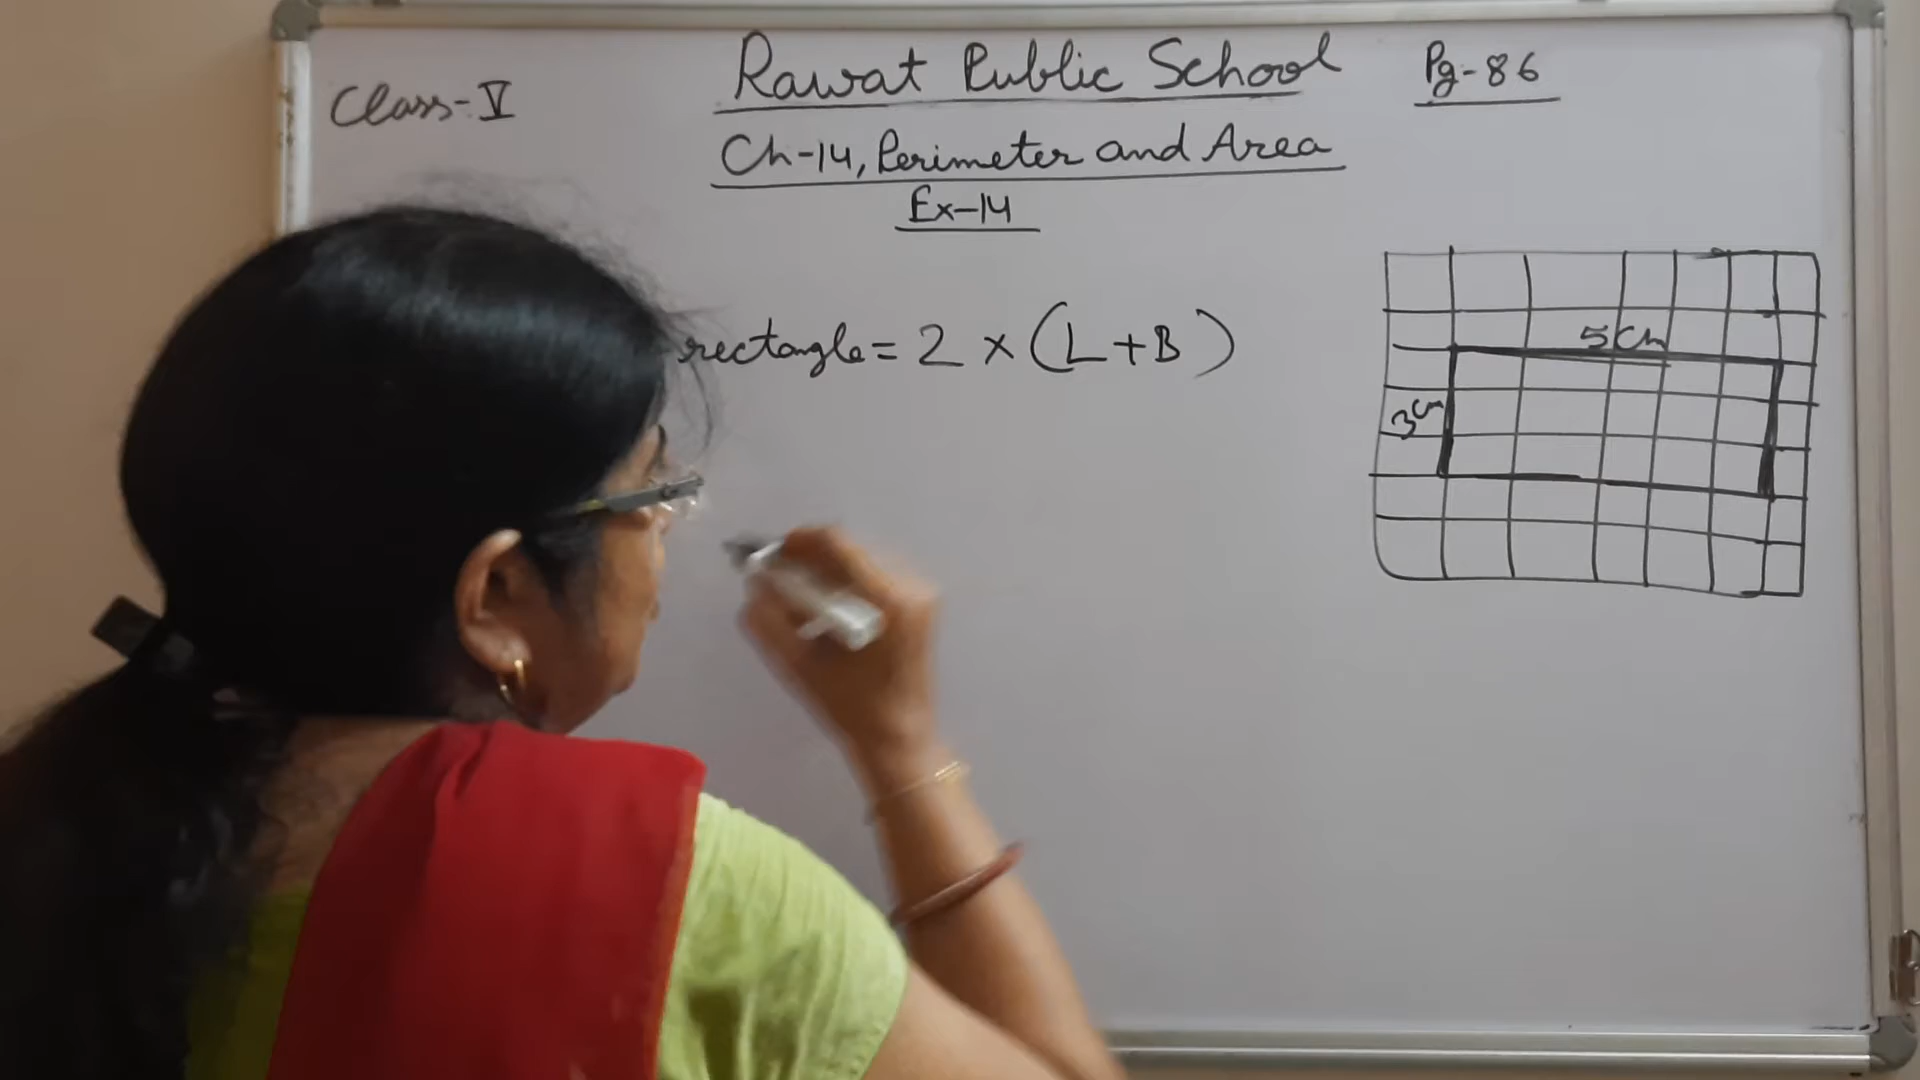 Class-V
Rawat Public School
Pg-86
Ch-14, Perimeter and Area
Ex-14
rectangle = 2 × (L+B)
5cm
3cm